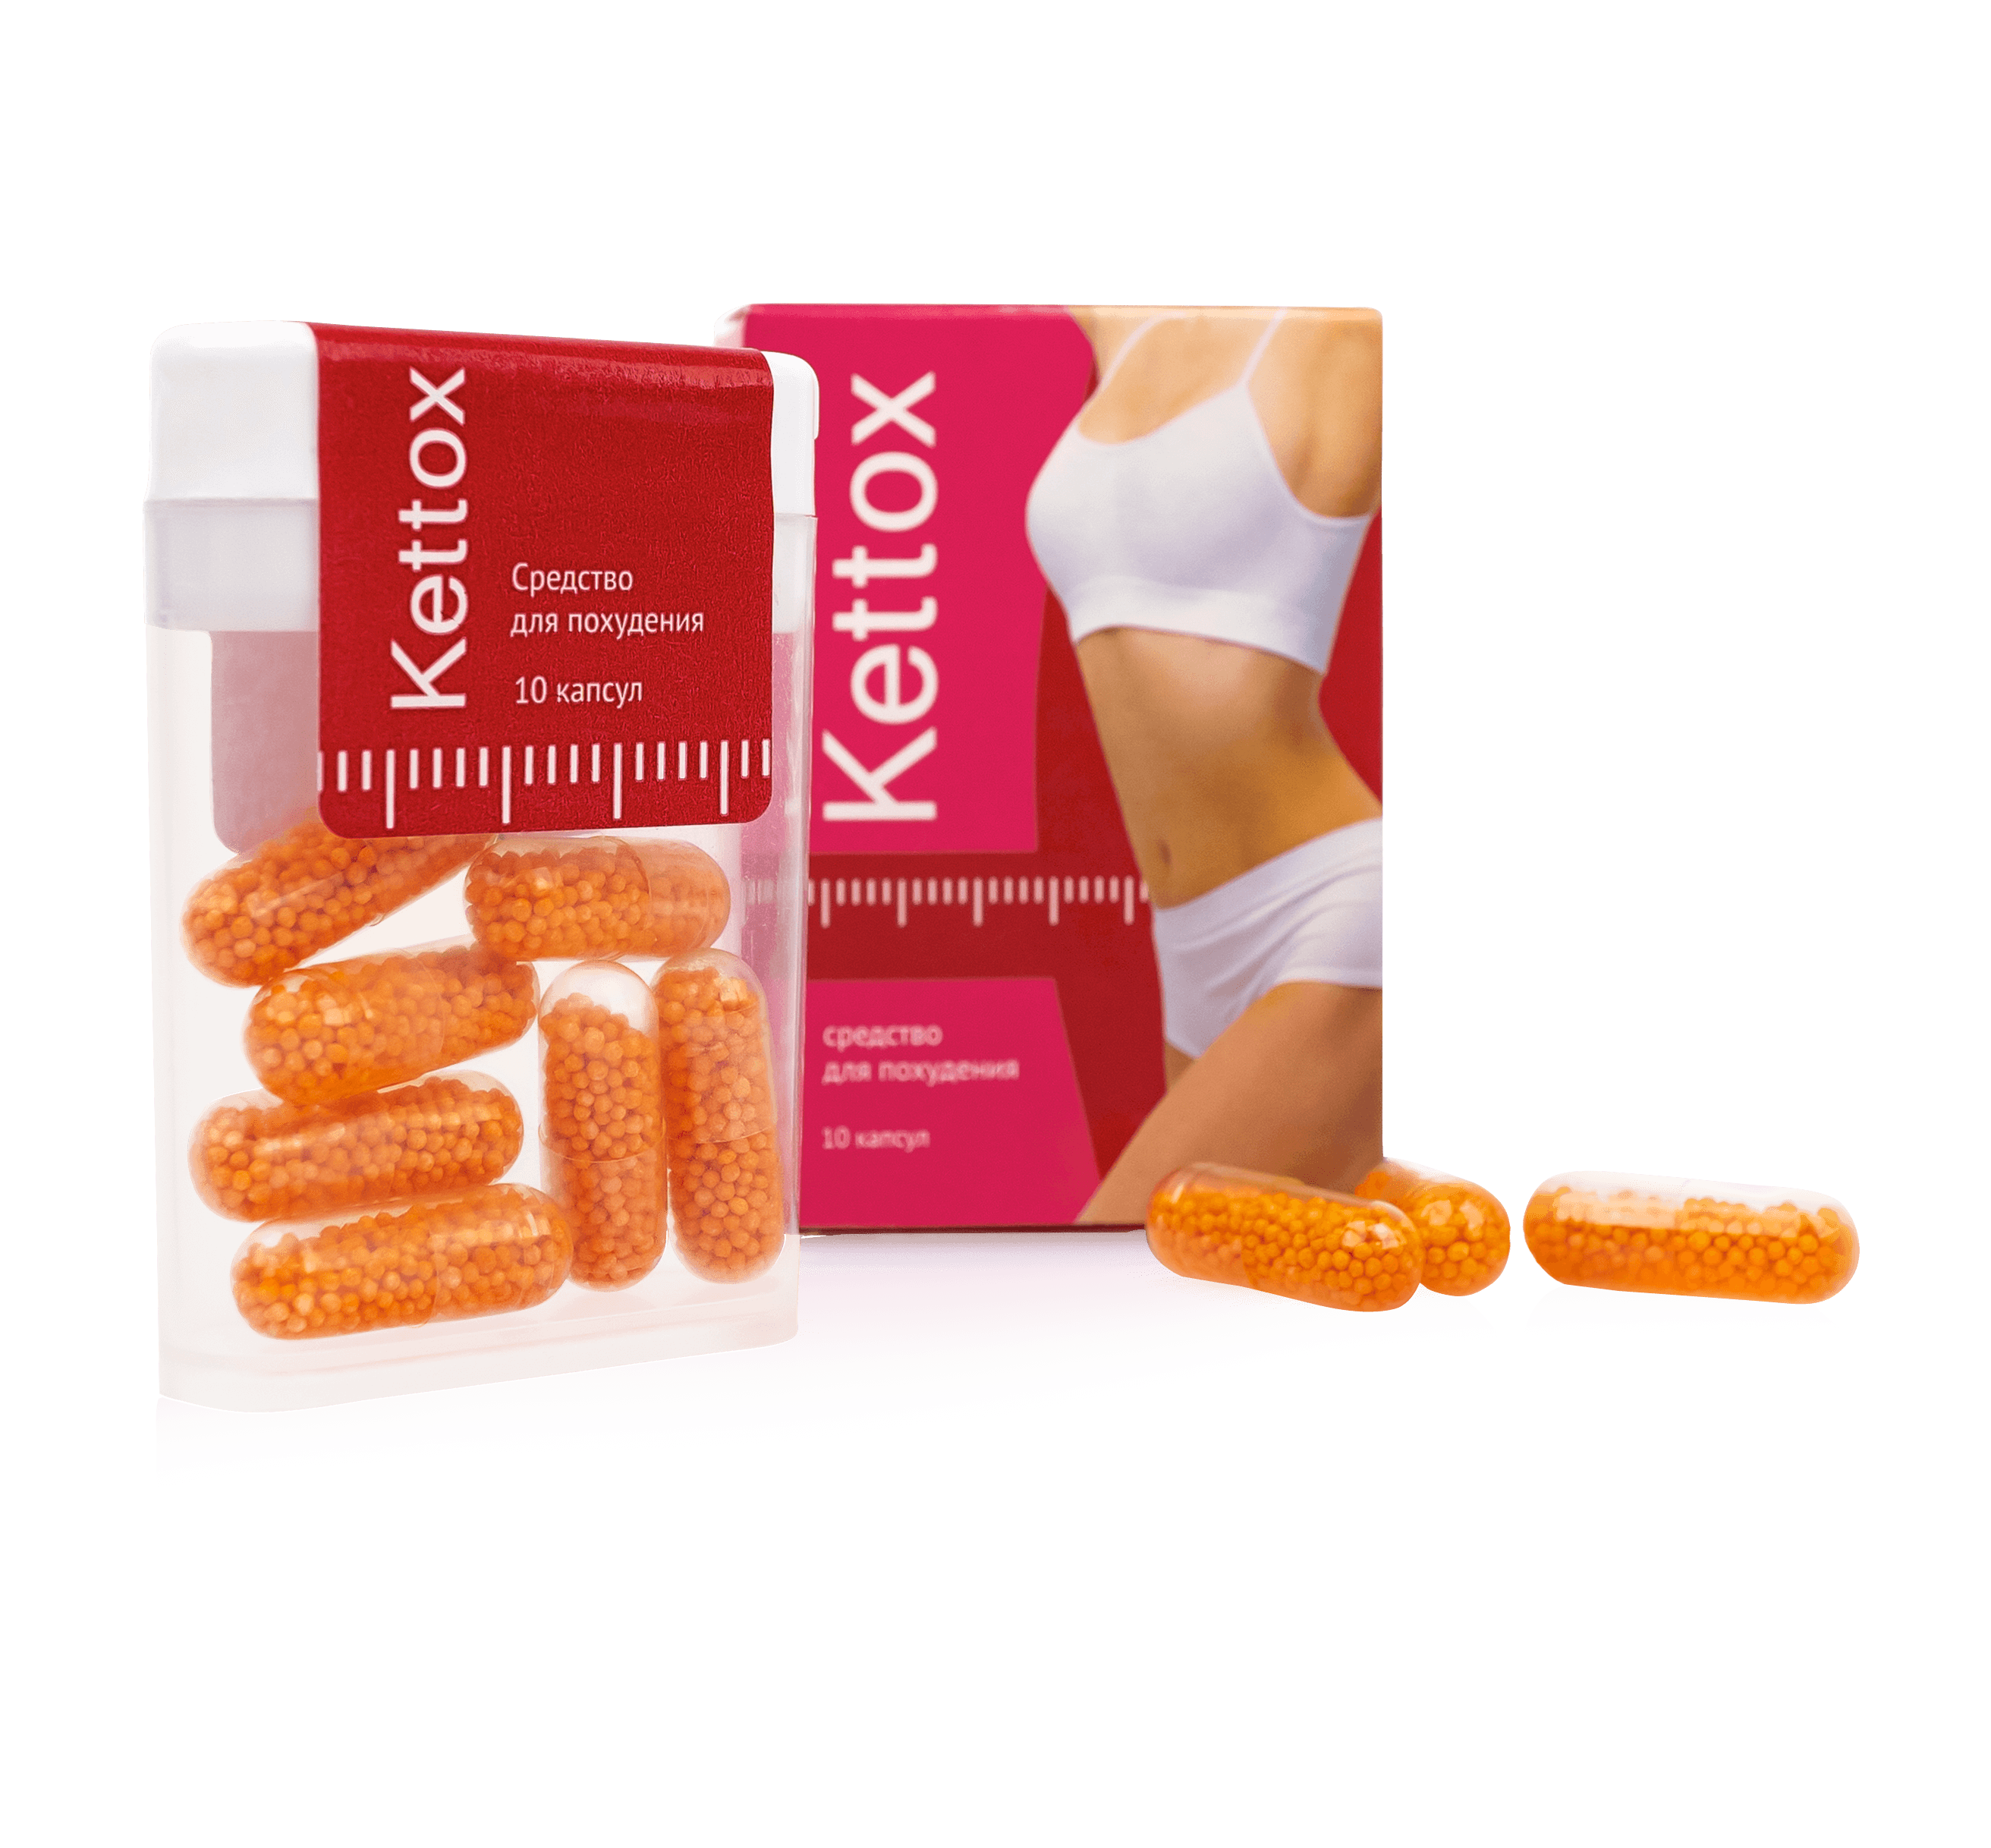 Kettox
Средство
для похудения
10 капсул
Kettox
средство
для похудения
10 капсул